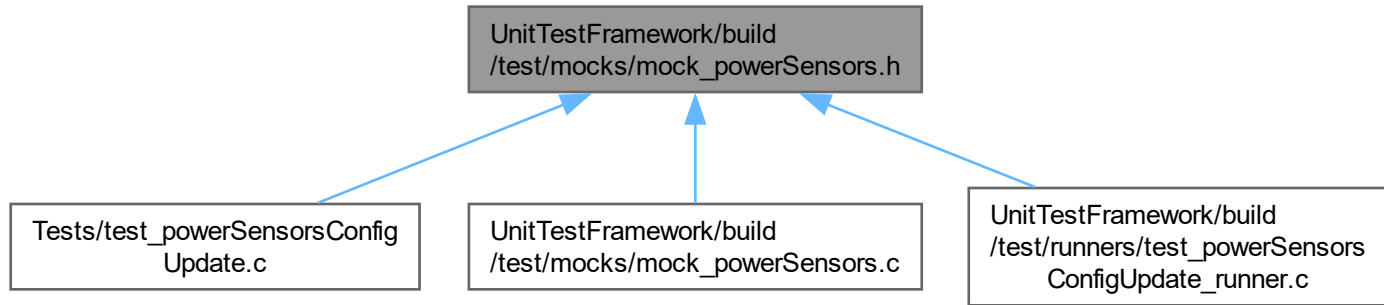 UnitTestFramework/build
/test/mocks/mock_powerSensors.h
Tests/test_powerSensorsConfig
Update.c
UnitTestFramework/build
/test/mocks/mock_powerSensors.c
UnitTestFramework/build
/test/runners/test_powerSensors
ConfigUpdate_runner.c